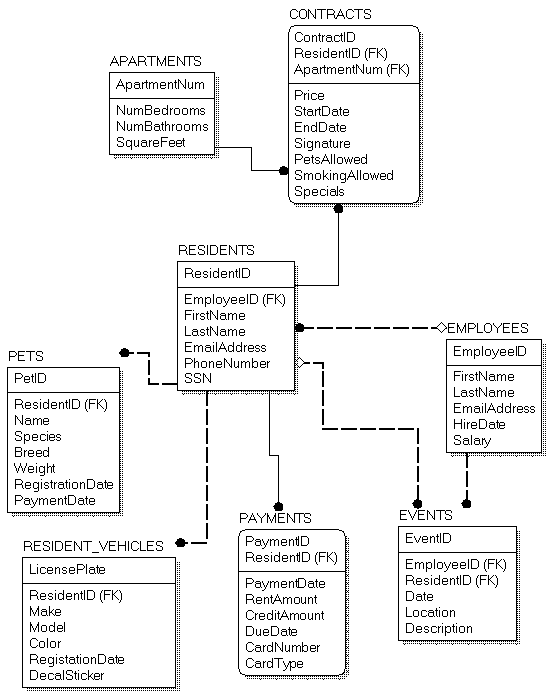 CONTRACTS
ContractID
ResidentID (FK)
ApartmentNum (FK)
Price
StartDate
EndDate
Signature
PetsAllowed
SmokingAllowed
Specials
APARTMENTS
ApartmentNum
NumBedrooms
NumBathrooms
SquareFeet
RESIDENTS
ResidentID
EmployeeID (FK)
FirstName
LastName
EmailAddress
PhoneNumber
SSN
EMPLOYEES
EmployeeID
FirstName
LastName
EmailAddress
HireDate
Salary
PETS
PetID
ResidentID (FK)
Name
Species
Breed
Weight
RegistrationDate
PaymentDate
RESIDENT_VEHICLES
LicensePlate
ResidentID (FK)
Make
Model
Color
RegistationDate
DecalSticker
PAYMENTS
PaymentID
ResidentID (FK)
PaymentDate
RentAmount
CreditAmount
DueDate
CardNumber
CardType
EVENTS
EventID
EmployeeID (FK)
ResidentID (FK)
Date
Location
Description